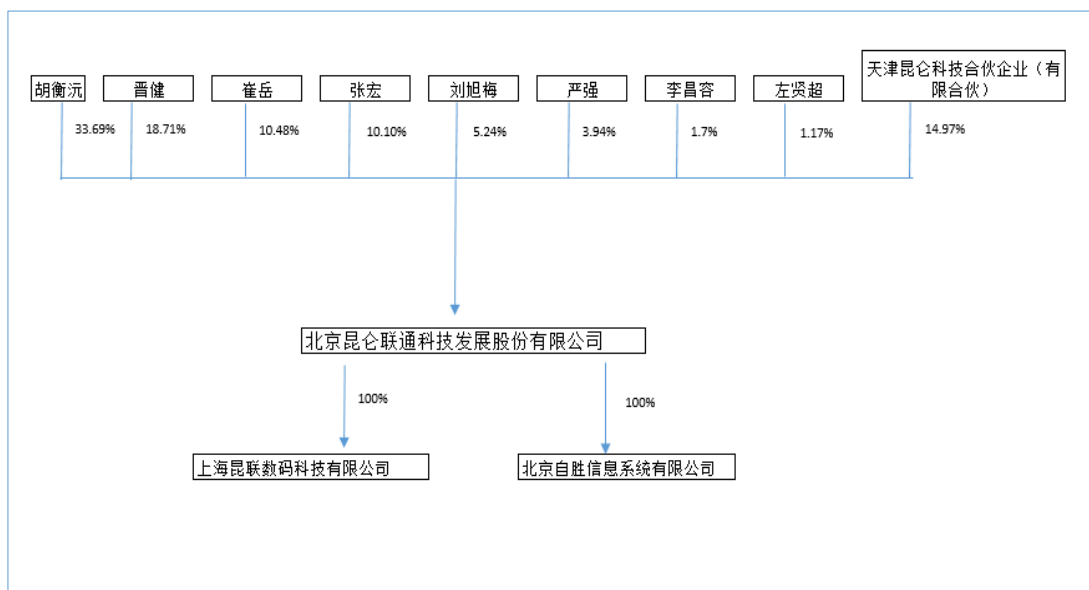 胡衡沅
晋健
崔岳
张宏
刘旭梅
严强
李昌容
左贤超
天津昆仑科技合伙企业（有
限合伙）
33.69%
18.71%
10.48%
10.10%
5.24%
3.94%
1.7%
1.17%
14.97%
北京昆仑联通科技发展股份有限公司
100%
100%
上海昆联数码科技有限公司
北京自胜信息系统有限公司